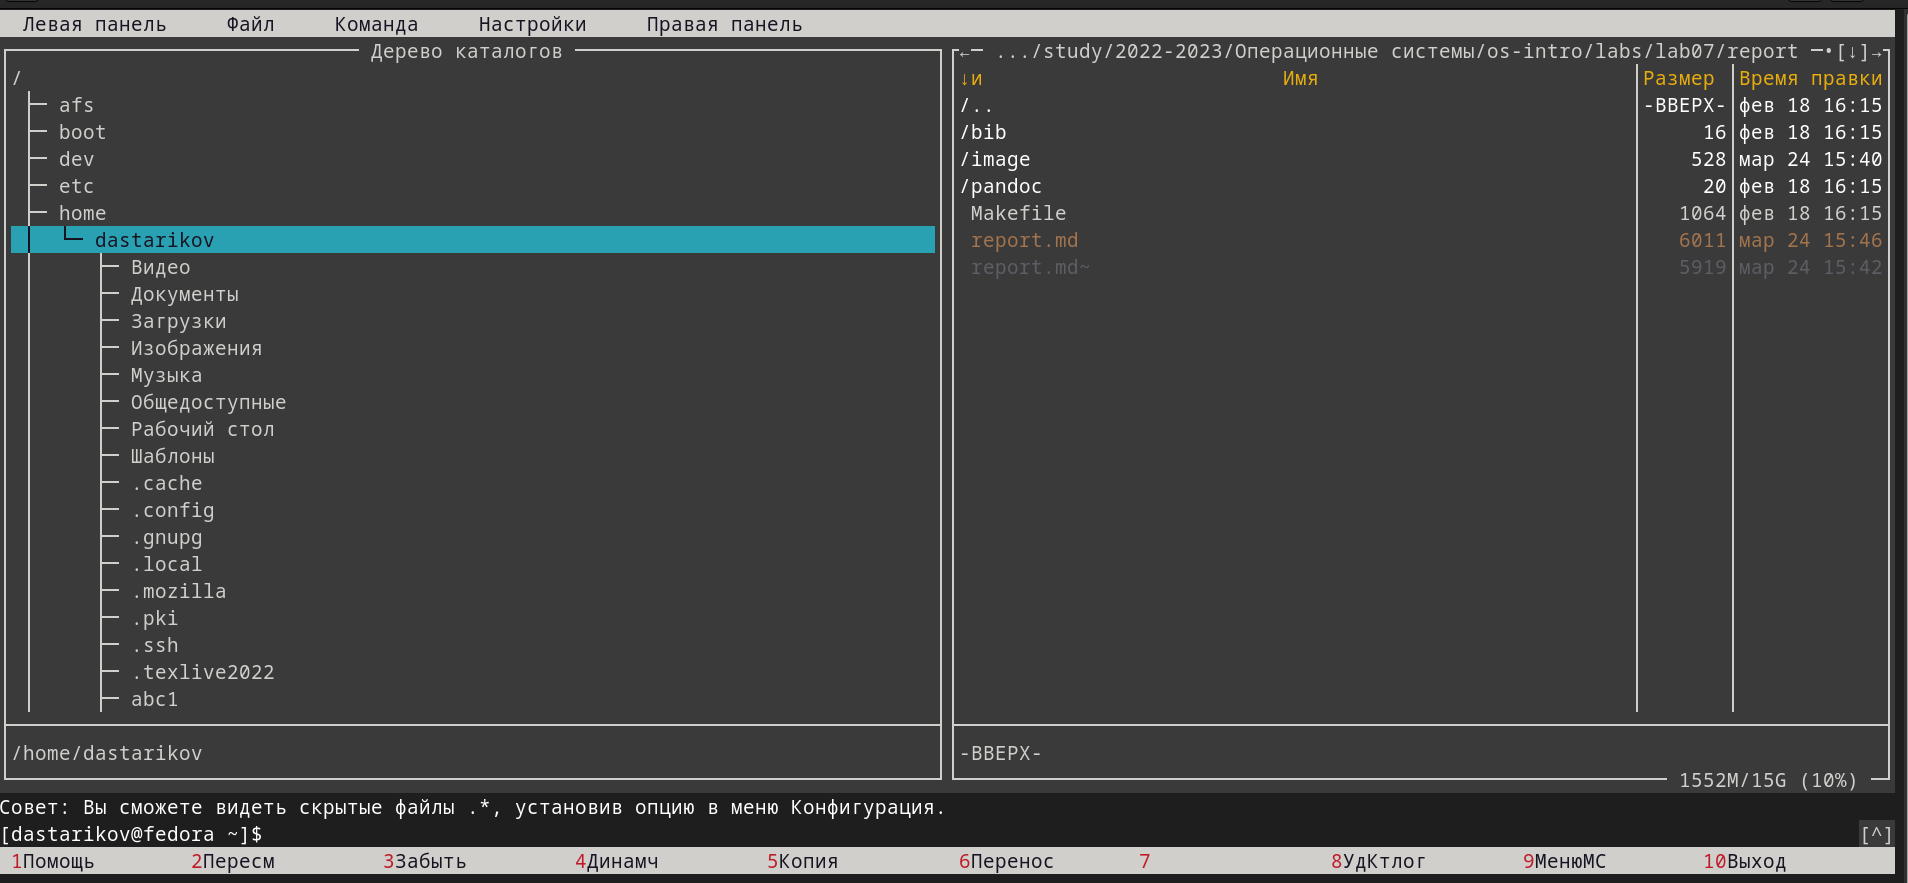 Левая панель Файл Команда Настройки Правая панель
Дерево каталогов
/
afs
boot
dev
etc
home
dastarikov
Видео
Документы
Загрузки
Изображения
Музыка
Общедоступные
Рабочий стол
Шаблоны
.cache
.config
.gnupg
.local
.mozilla
.pki
.ssh
.texlive2022
abc1
/home/dastarikov
←─ .../study/2022-2023/Операционные системы/os-intro/labs/lab07/report ─•[↓]→
↓и Имя Размер Время правки
/.. -ВВЕРХ- фев 18 16:15
/bib 16 фев 18 16:15
/image 528 мар 24 15:40
/pandoc 20 фев 18 16:15
Makefile 1064 фев 18 16:15
report.md 6011 мар 24 15:46
report.md~ 5919 мар 24 15:42
-ВВЕРХ-
1552M/15G (10%)
Совет: Вы сможете видеть скрытые файлы .*, установив опцию в меню Конфигурация.
[dastarikov@fedora ~]$ [^]
1Помощь 2Пересм 3Забыть 4Динамч 5Копия 6Перенос 7 8УдКтлог 9МенюMC 10Выход